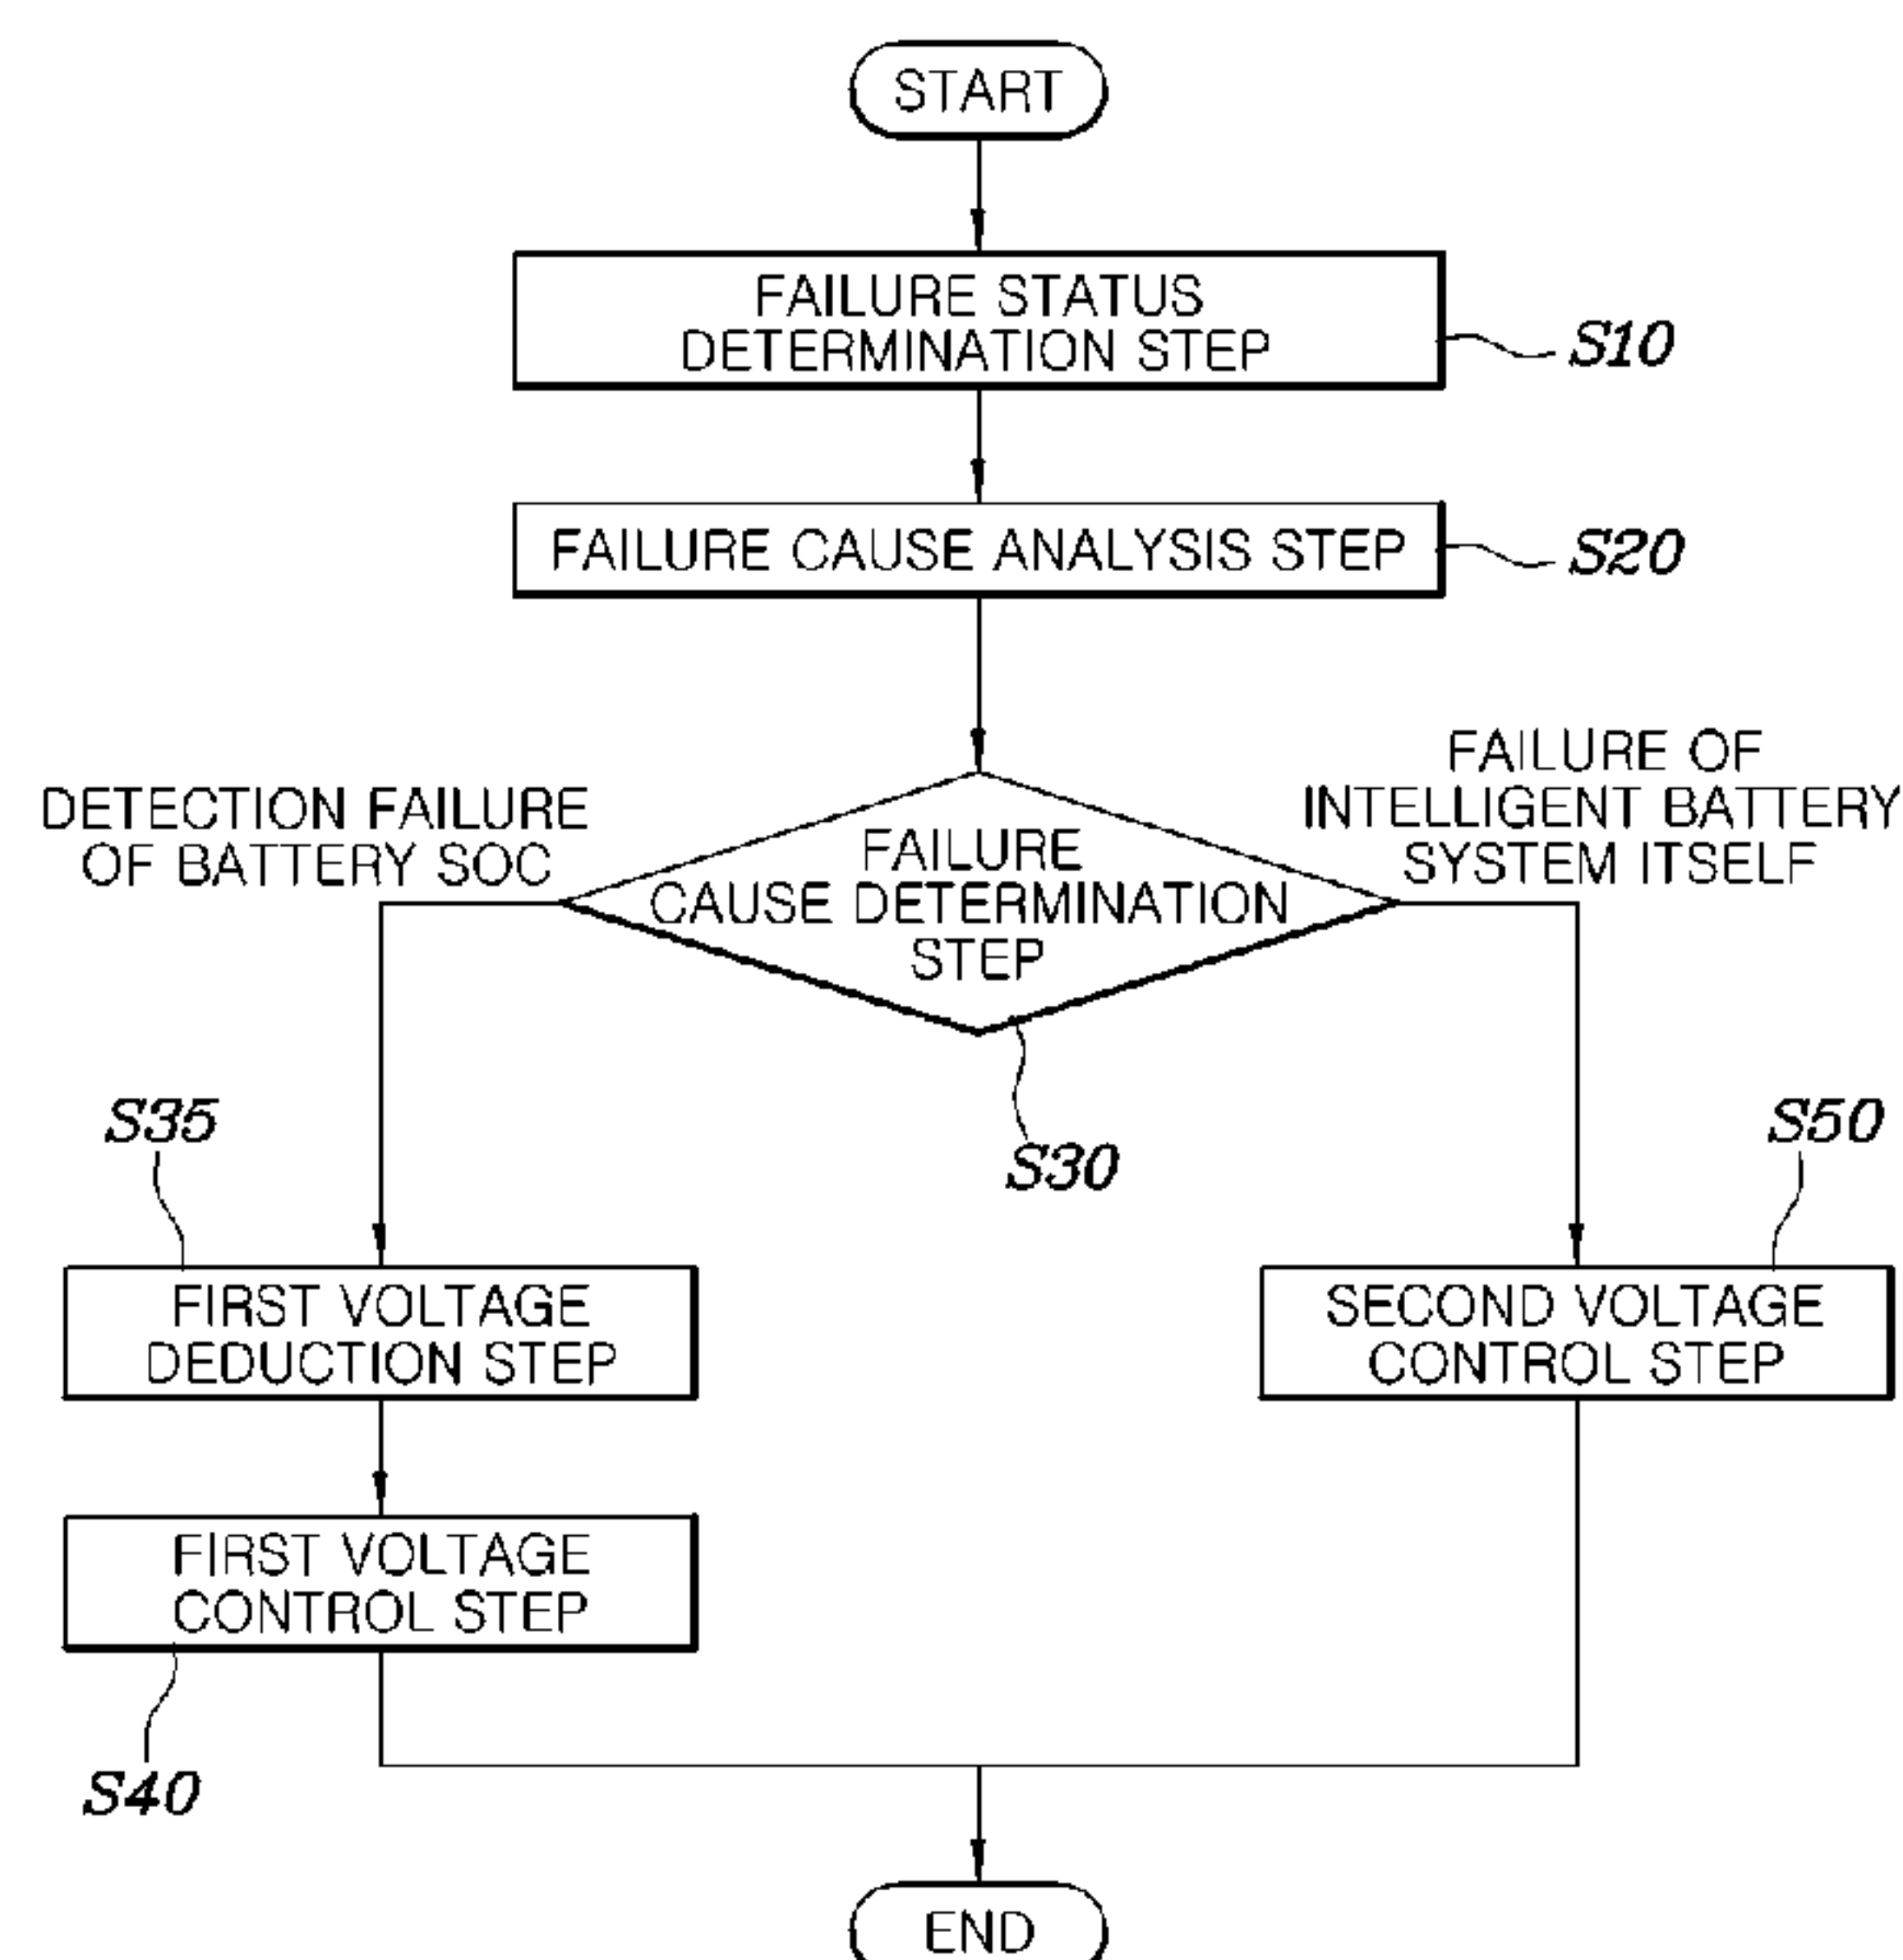 START
FAILURE STATUS
DETERMINATION STEP
S10
FAILURE CAUSE ANALYSIS STEP
S20
DETECTION FAILURE
OF BATTERY SOC
FAILURE
CAUSE DETERMINATION
STEP
S30
FAILURE OF
INTELLIGENT BATTERY
SYSTEM ITSELF
S35
FIRST VOLTAGE
DEDUCTION STEP
S50
SECOND VOLTAGE
CONTROL STEP
FIRST VOLTAGE
CONTROL STEP
S40
END